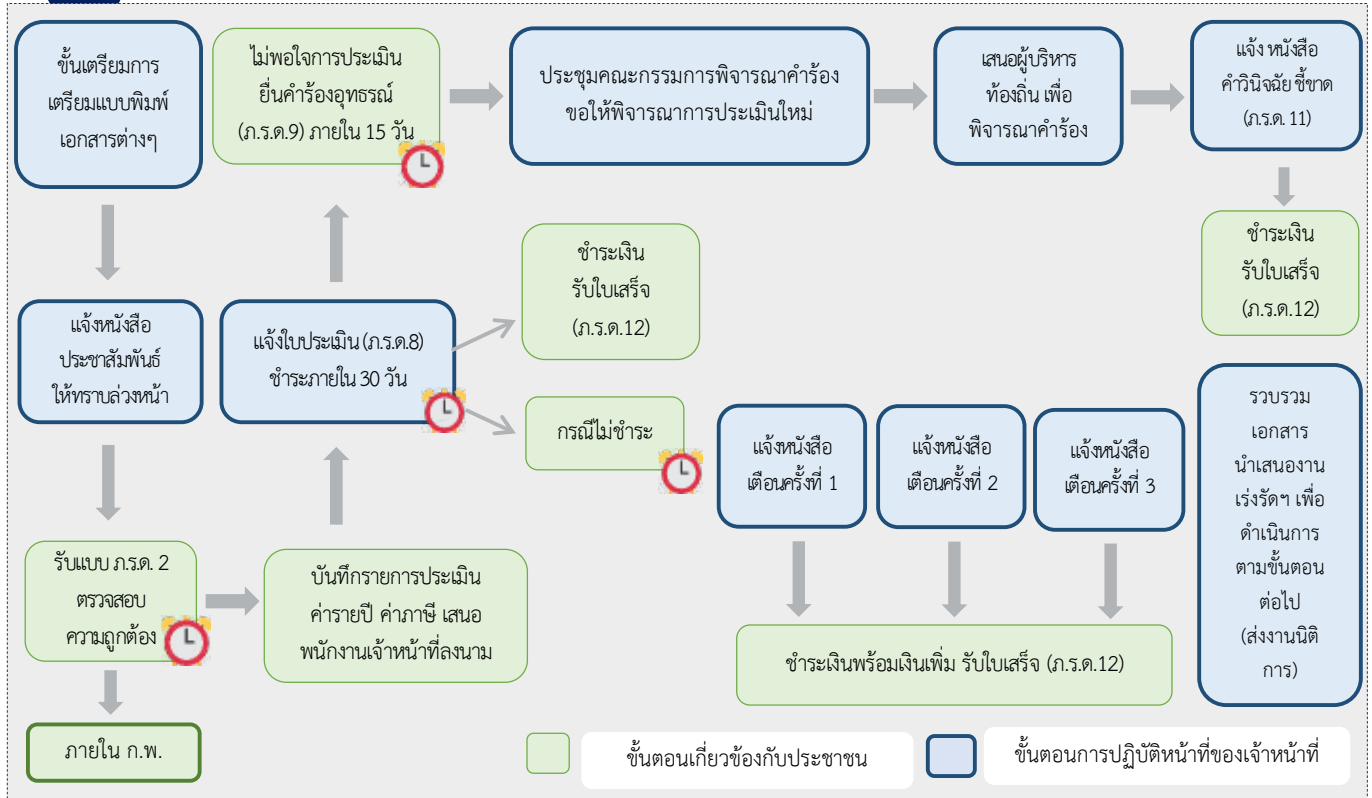 ขั้นเตรียมการ
เตรียมแบบพิมพ์
เอกสารต่างๆ
ไม่พอใจการประเมิน
ยื่นคำร้องอุทธรณ์
(ภ.ร.ด.9) ภายใน 15 วัน
ประชุมคณะกรรมการพิจารณาคำร้อง
ขอให้พิจารณาการประเมินใหม่
เสนอผู้บริหาร
ท้องถิ่น เพื่อ
พิจารณาคำร้อง
แจ้ง หนังสือ
คำวินิจฉัย ชี้ขาด
(ภ.ร.ด. 11)
ชำระเงิน
รับใบเสร็จ
(ภ.ร.ด.12)
แจ้งหนังสือ
ประชาสัมพันธ์
ให้ทราบล่วงหน้า
แจ้งใบประเมิน (ภ.ร.ด.8)
ชำระภายใน 30 วัน
ชำระเงิน
รับใบเสร็จ
(ภ.ร.ด.12)
กรณีไม่ชำระ
แจ้งหนังสือ
เตือนครั้งที่ 1
แจ้งหนังสือ
เตือนครั้งที่ 2
แจ้งหนังสือ
เตือนครั้งที่ 3
รวบรวม
เอกสาร
นำเสนองาน
เร่งรัดฯ เพื่อ
ดำเนินการ
ตามขั้นตอน
ต่อไป
(ส่งงานนิติ
การ)
รับแบบ ภ.ร.ด. 2
ตรวจสอบ
ความถูกต้อง
บันทึกรายการประเมิน
ค่ารายปี ค่าภาษี เสนอ
พนักงานเจ้าหน้าที่ลงนาม
ชำระเงินพร้อมเงินเพิ่ม รับใบเสร็จ (ภ.ร.ด.12)
ภายใน ก.พ.
ขั้นตอนเกี่ยวข้องกับประชาชน
ขั้นตอนการปฏิบัติหน้าที่ของเจ้าหน้าที่